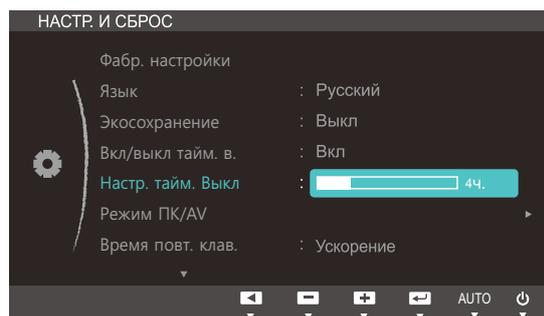 НАСТР. И СБРОС
Фабр. настройки
Язык : Русский
Экосохранение : Выкл
Вкл/выкл тайм. в. : Вкл
Настр. тайм. Выкл : 4ч.
Режим ПК/AV
Время повт. клав. : Ускорение
AUTO